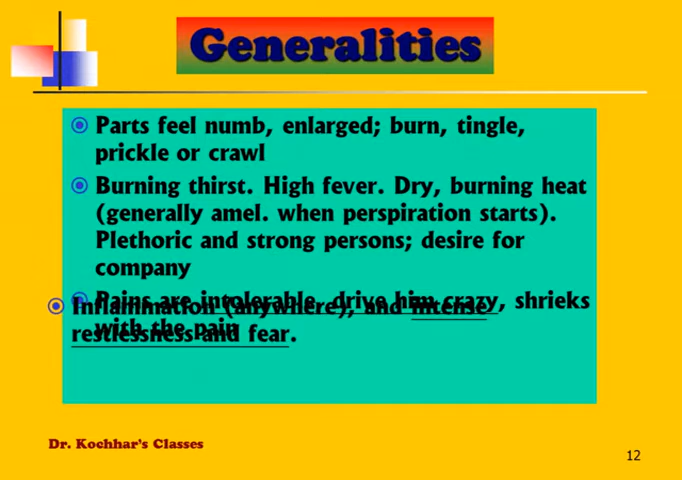 Generalities
Parts feel numb, enlarged; burn, tingle,
prickle or crawl
Burning thirst. High fever. Dry, burning heat
(generally amel. when perspiration starts).
Plethoric and strong persons; desire for
company
Pains are intolerable, drive him crazy, shrieks
with the pain
Inflammation (anywhere), and intense
restlessness and fear.
Dr. Kochhar's Classes
12